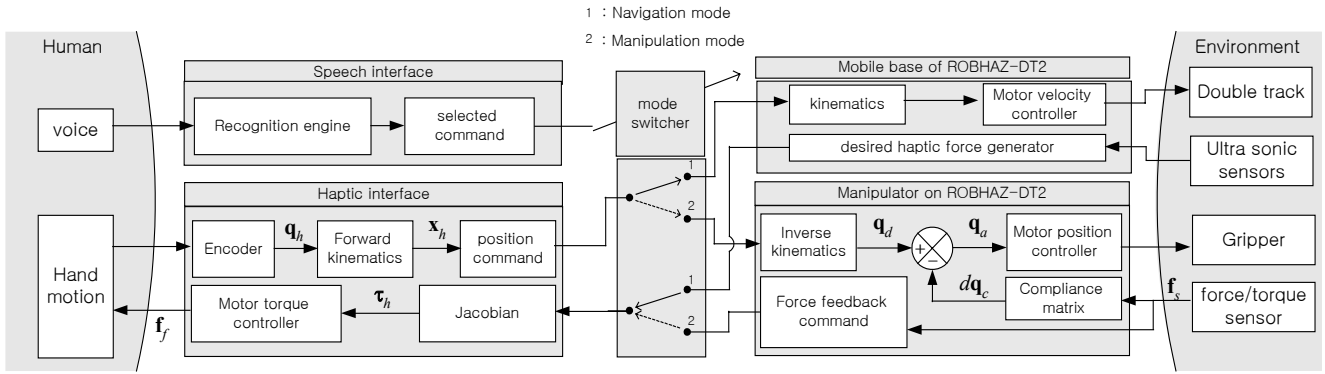 1 : Navigation mode
2 : Manipulation mode
Human
Environment
Speech interface
voice
Recognition engine
selected
command
mode
switcher
Mobile base of ROBHAZ-DT2
kinematics
Motor velocity
controller
Double track
desired haptic force generator
Ultra sonic
sensors
Haptic interface
Hand
motion
Encoder
q_h
Forward
kinematics
x_h
position
command
Motor torque
controller
τ_h
Jacobian
f_f
1
2
1
2
Manipulator on ROBHAZ-DT2
Inverse
kinematics
q_d
+
−
q_a
Motor position
controller
Gripper
Force feedback
command
dq_c
Compliance
matrix
f_s
force/torque
sensor